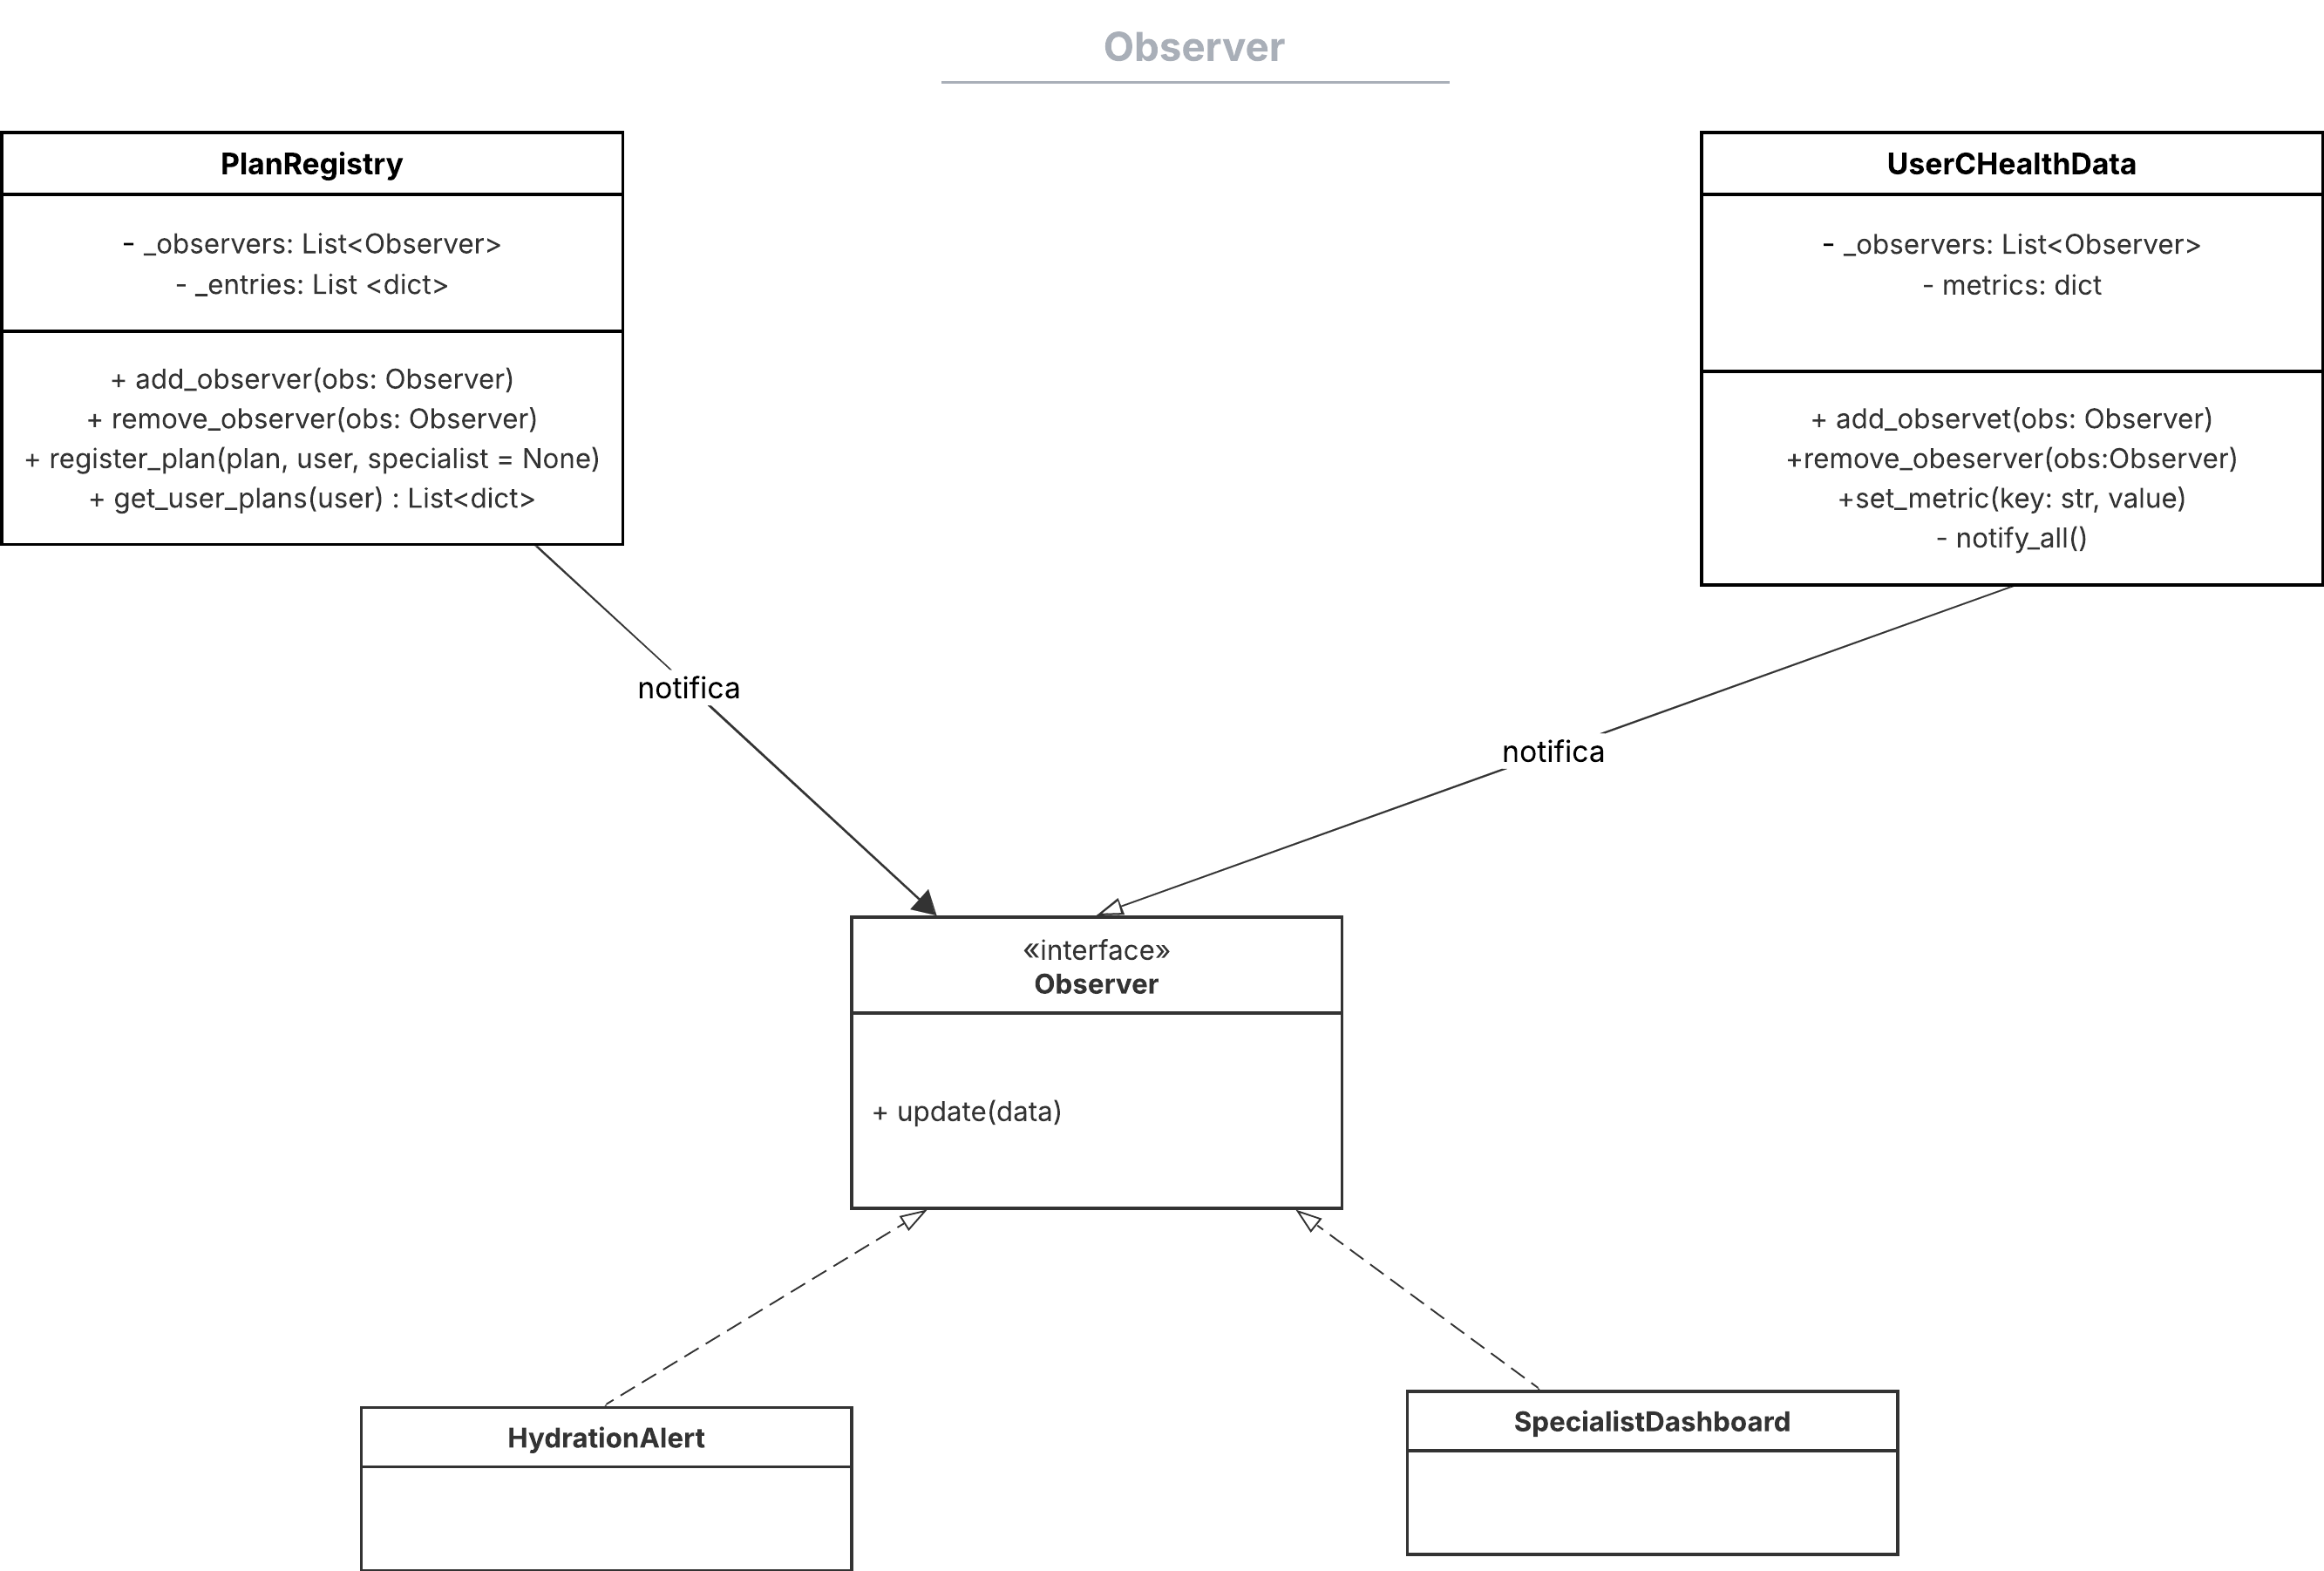 Observer
PlanRegistry
- _observers: List<Observer>
- _entries: List <dict>
+ add_observer(obs: Observer)
+ remove_observer(obs: Observer)
+ register_plan(plan, user, specialist = None)
+ get_user_plans(user) : List<dict>
UserCHealthData
- _observers: List<Observer>
- metrics: dict
+ add_observet(obs: Observer)
+remove_obeserver(obs:Observer)
+set_metric(key: str, value)
- notify_all()
notifica
notifica
«interface»
Observer
+ update(data)
HydrationAlert
SpecialistDashboard